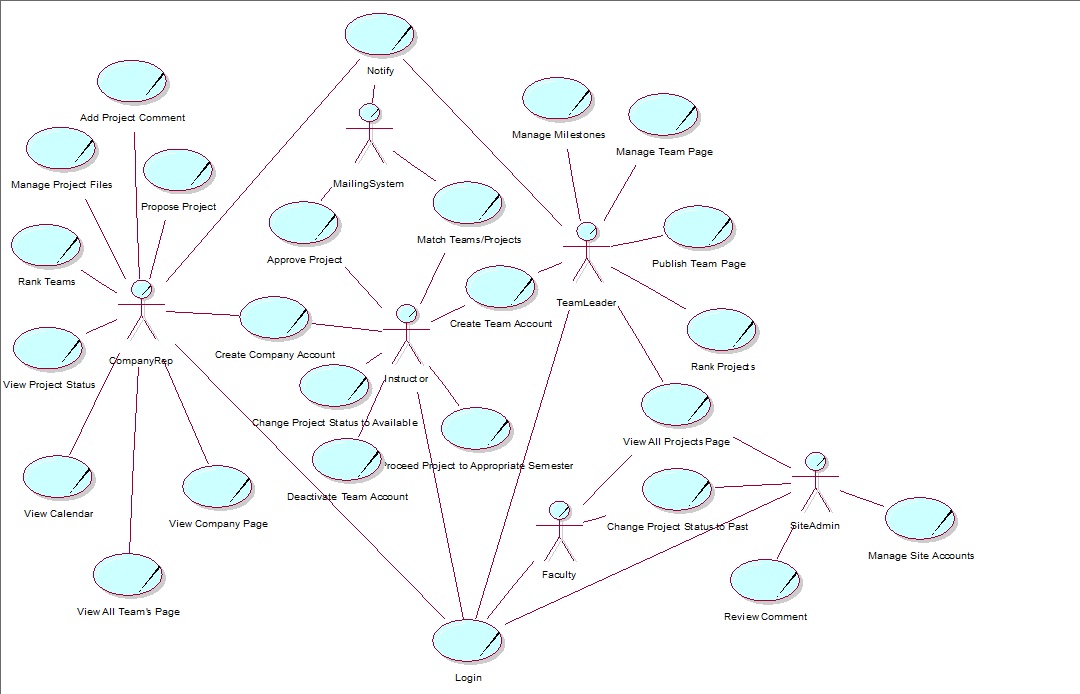 Notify
Add Project Comment
Manage Milestones
Manage Team Page
Manage Project Files
MailingSystem
Propose Project
Match Teams/Projects
Approve Project
Publish Team Page
Rank Teams
TeamLeader
Create Team Account
Create Company Account
CompanyRep
Rank Projects
Instructor
View Project Status
Change Project Status to Available
View All Projects Page
Proceed Project to Appropriate Semester
Deactivate Team Account
View Calendar
View Company Page
Change Project Status to Past
SiteAdmin
Manage Site Accounts
Faculty
View All Team's Page
Review Comment
Login